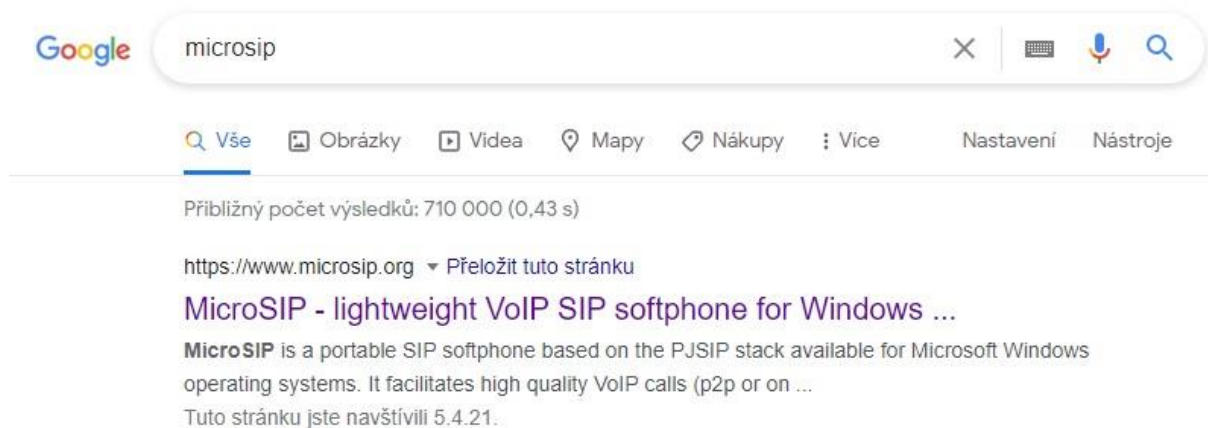 Google microsip
Vše Obrázky Videa Mapy Nákupy Více Nastavení Nástroje
Přibližný počet výsledků: 710 000 (0,43 s)
https://www.microsip.org Přeložit tuto stránku
MicroSIP - lightweight VoIP SIP softphone for Windows ...
MicroSIP is a portable SIP softphone based on the PJSIP stack available for Microsoft Windows
operating systems. It facilitates high quality VoIP calls (p2p or on ...
Tuto stránku jste navštívili 5.4.21.